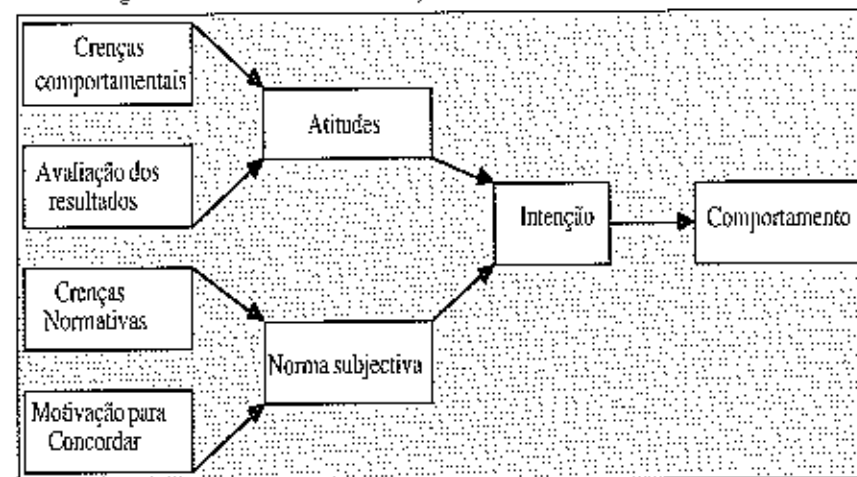 Crenças
comportamentais
Atitudes
Avaliação dos
resultados
Intenção
Comportamento
Crenças
Normativas
Norma subjectiva
Motivação para
Concordar